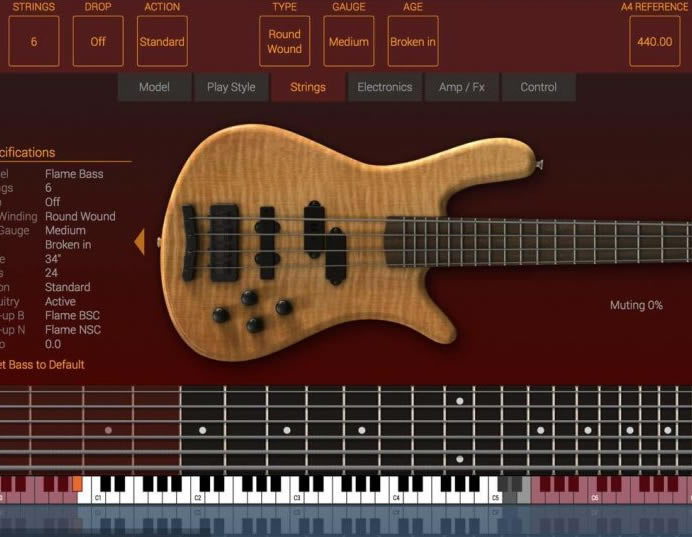 STRINGS DROP ACTION TYPE GAUGE AGE A4 REFERENCE
6 Off Standard Round Wound Medium Broken in 440.00
Model Play Style Strings Electronics Amp / Fx Control
cifications
el Flame Bass
gs 6
Off
Winding Round Wound
Gauge Medium
Broken in
e 34"
s 24
on Standard
uitry Active
-up B Flame BSC
-up N Flame NSC
o 0.0
Muting 0%
et Bass to Default
C1 C2 C3 C4 C5 C6